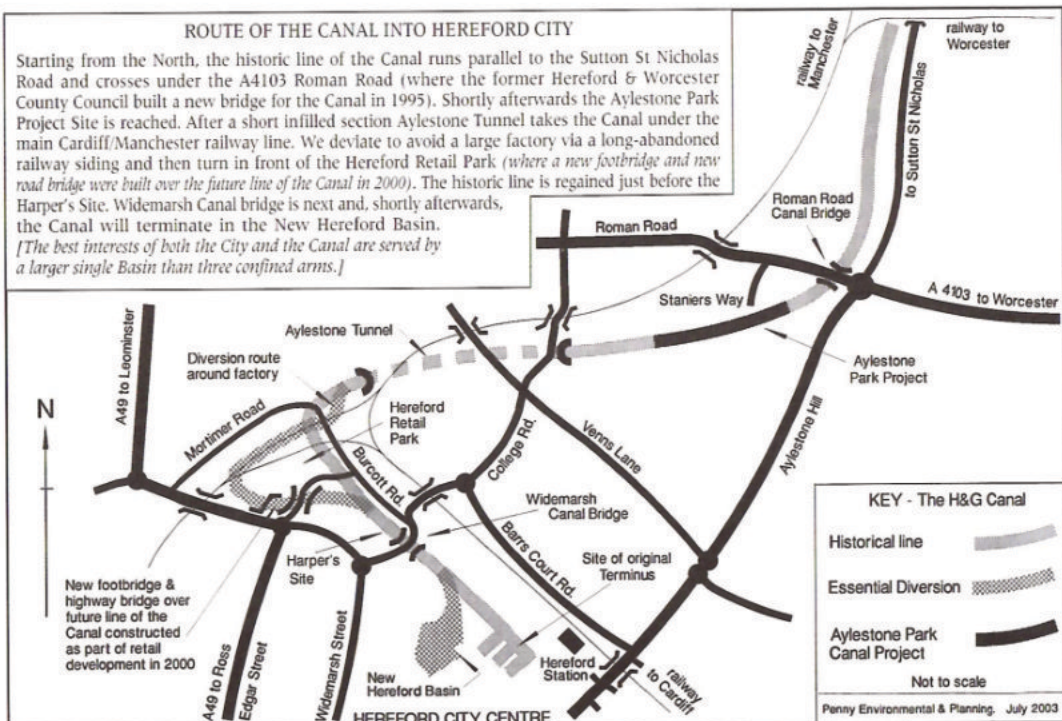 ROUTE OF THE CANAL INTO HEREFORD CITY
Starting from the North, the historic line of the Canal runs parallel to the Sutton St Nicholas
Road and crosses under the A4103 Roman Road (where the former Hereford & Worcester
County Council built a new bridge for the Canal in 1995). Shortly afterwards the Aylestone Park
Project Site is reached. After a short infilled section Aylestone Tunnel takes the Canal under the
main Cardiff/Manchester railway line. We deviate to avoid a large factory via a long-abandoned
railway siding and then turn in front of the Hereford Retail Park (where a new footbridge and new
road bridge were built over the future line of the Canal in 2000). The historic line is regained just before the
Harper's Site. Widemarsh Canal bridge is next and, shortly afterwards,
the Canal will terminate in the New Hereford Basin.
[The best interests of both the City and the Canal are served by
a larger single Basin than three confined arms.]
railway to
Manchester
railway to
Worcester
to Sutton St Nicholas
Roman Road
Canal Bridge
Roman Road
Staniers Way
A 4103 to Worcester
Aylestone Tunnel
Aylestone
Park Project
Diversion route
around factory
A49 to Leominster
N
Mortimer Road
Hereford
Retail
Park
Burcott Rd.
College Rd.
Venns Lane
Aylestone Hill
Widemarsh
Canal Bridge
Barrs Court Rd.
Harper's
Site
Site of original
Terminus
New footbridge &
highway bridge over
future line of the
Canal constructed
as part of retail
development in 2000
A49 to Ross
Edgar Street
Widemarsh Street
New
Hereford Basin
Hereford
Station
railway
to Cardiff
HEREFORD CITY CENTRE
KEY - The H&G Canal
Historical line
Essential Diversion
Aylestone Park
Canal Project
Not to scale
Penny Environmental & Planning. July 2003